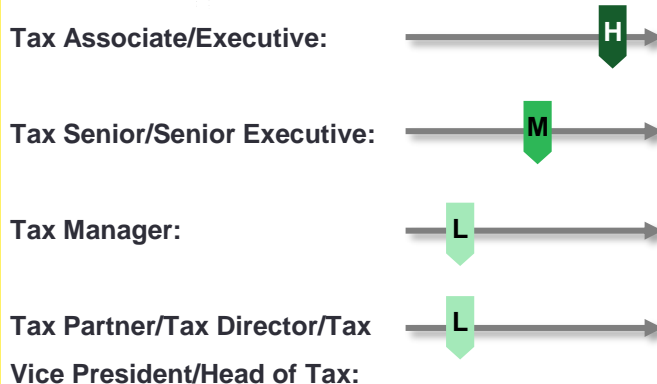 Tax Associate/Executive:
H
Tax Senior/Senior Executive:
M
Tax Manager:
L
Tax Partner/Tax Director/Tax
L
Vice President/Head of Tax: